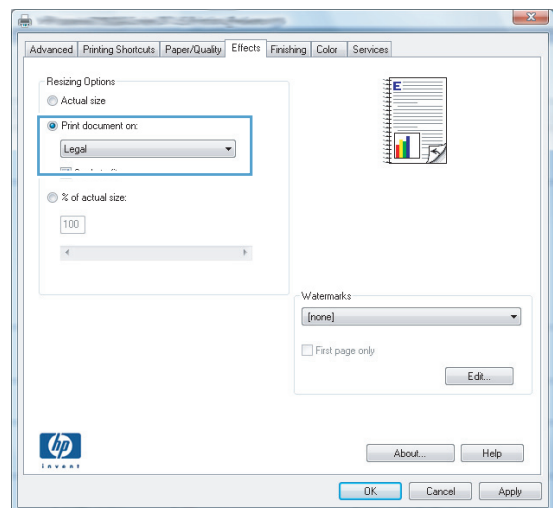 Advanced Printing Shortcuts Paper/Quality Effects Finishing Color Services
Resizing Options
Actual size
Print document on:
Legal
% of actual size:
100
E
Watermarks
[none]
First page only
Edit...
hp
invent
About... Help
OK Cancel Apply